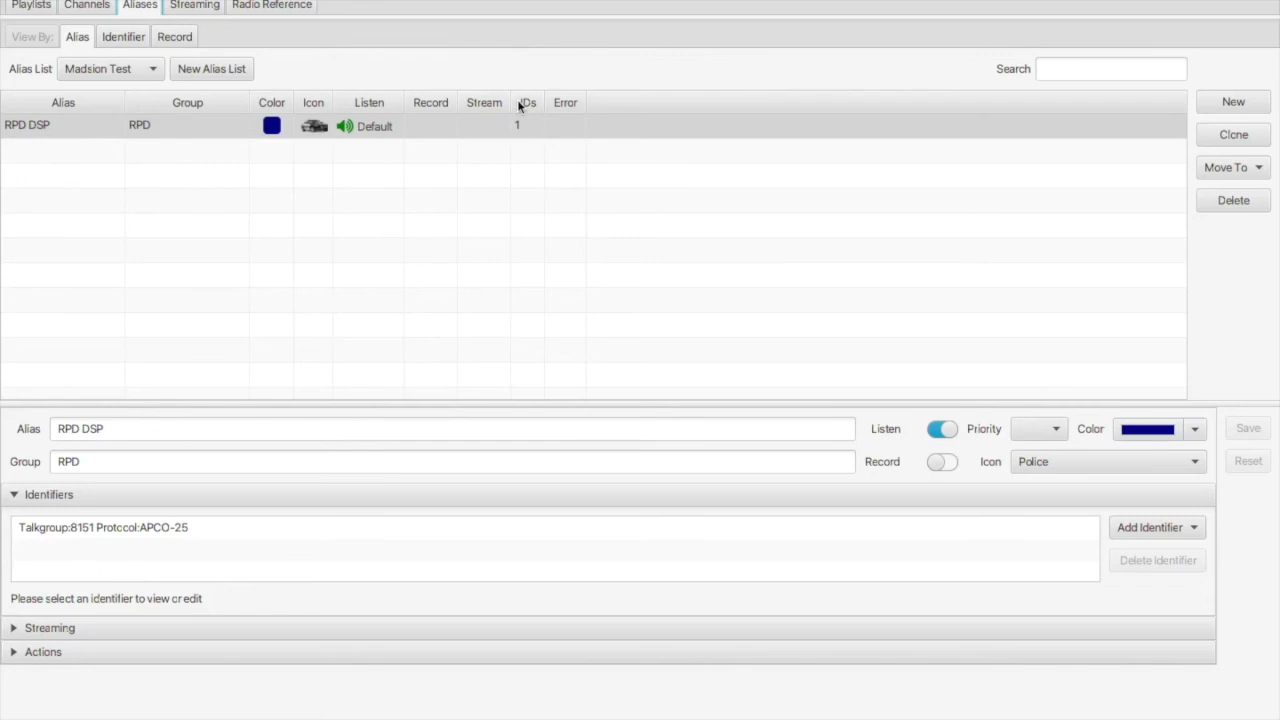 Playlists Channels Aliases Streaming Radio Reference
View By: Alias Identifier Record
Alias List Madsion Test New Alias List Search
Alias Group Color Icon Listen Record Stream IDs Error New
RPD DSP RPD Default 1
Clone
Move To
Delete
Alias RPD DSP Listen Priority Color Save
Group RPD Record Icon Police Reset
Identifiers
Talkgroup:8151 Protocol:APCO-25 Add Identifier
Delete Identifier
Please select an identifier to view or edit
Streaming
Actions